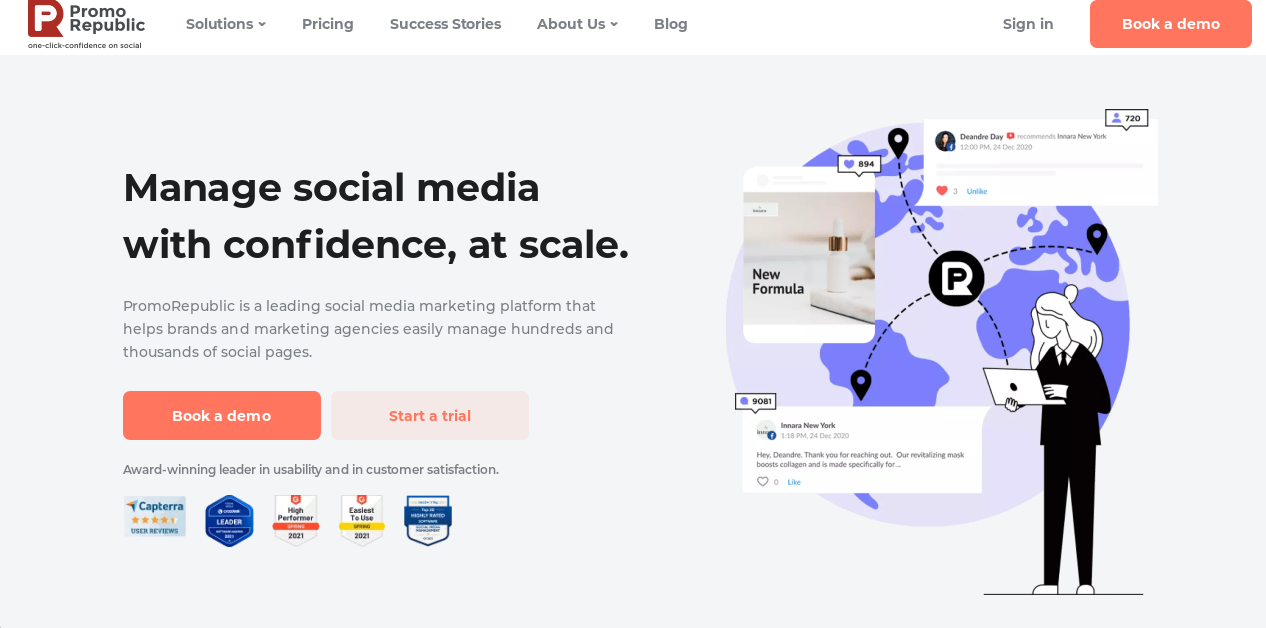 Promo
Republic
one-click-confidence on social
Solutions
Pricing
Success Stories
About Us
Blog
Sign in
Book a demo
Manage social media
with confidence, at scale.
PromoRepublic is a leading social media marketing platform that
helps brands and marketing agencies easily manage hundreds and
thousands of social pages.
Book a demo
Start a trial
Award-winning leader in usability and in customer satisfaction.
Capterra
USER REVIEWS
LEADER
2021
High
Performer
SPRING
2021
Easiest
To Use
SPRING
2021
Top 20
HIGHLY RATED
SOFTWARE
SOCIAL MEDIA
MANAGEMENT
720
Deandre Day recommends Innara New York
12:00 PM, 24 Dec 2020
3 Unlike
894
New
Formula
9081
Innara New York
1:18 PM, 24 Dec 2020
Hey, Deandre. Thank you for reaching out. Our revitalizing mask
boosts collagen and is made specifically for ...
0 Like